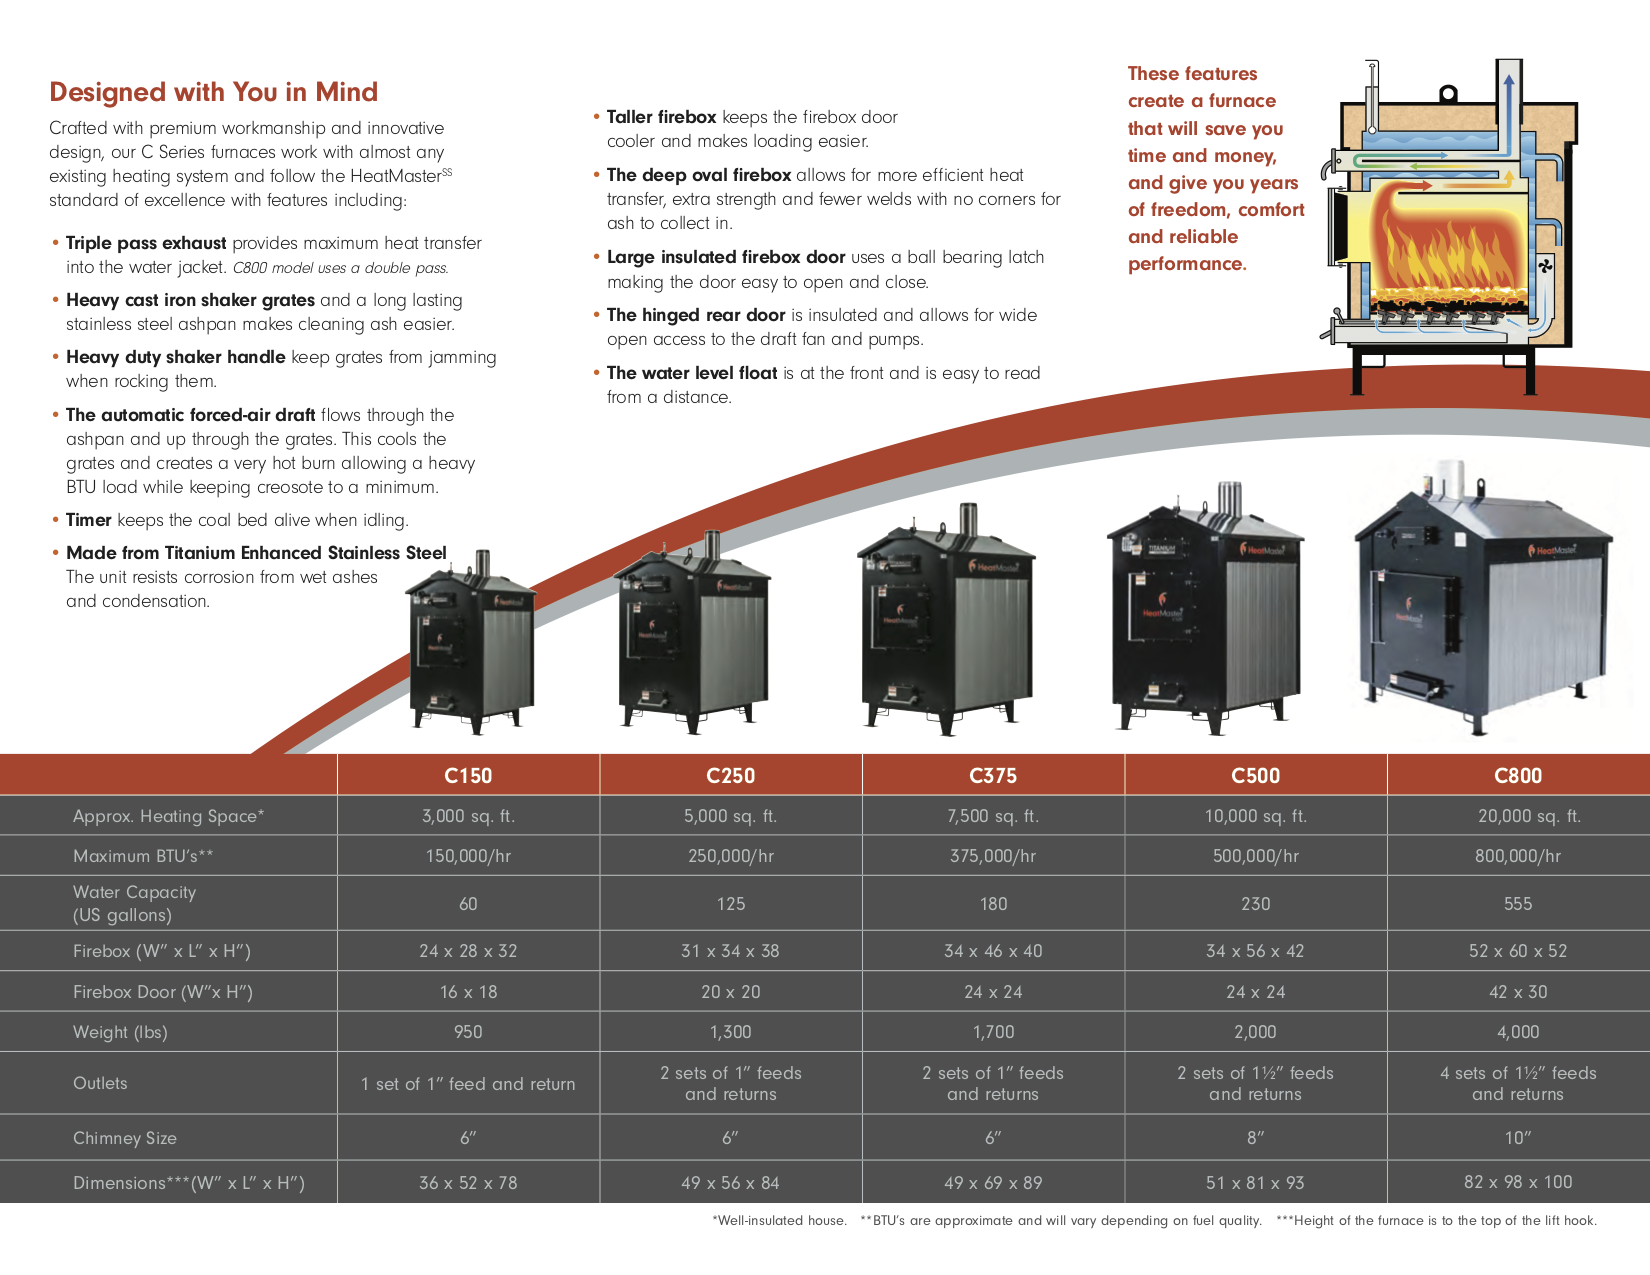 Designed with You in Mind
Crafted with premium workmanship and innovative
design, our C Series furnaces work with almost any
existing heating system and follow the HeatMasterSS
standard of excellence with features including:
• Triple pass exhaust provides maximum heat transfer
into the water jacket. C800 model uses a double pass.
• Heavy cast iron shaker grates and a long lasting
stainless steel ashpan makes cleaning ash easier.
• Heavy duty shaker handle keep grates from jamming
when rocking them.
• The automatic forced-air draft flows through the
ashpan and up through the grates. This cools the
grates and creates a very hot burn allowing a heavy
BTU load while keeping creosote to a minimum.
• Timer keeps the coal bed alive when idling.
• Made from Titanium Enhanced Stainless Steel
The unit resists corrosion from wet ashes
and condensation.
• Taller firebox keeps the firebox door
cooler and makes loading easier.
• The deep oval firebox allows for more efficient heat
transfer, extra strength and fewer welds with no corners for
ash to collect in.
• Large insulated firebox door uses a ball bearing latch
making the door easy to open and close.
• The hinged rear door is insulated and allows for wide
open access to the draft fan and pumps.
• The water level float is at the front and is easy to read
from a distance.
These features
create a furnace
that will save you
time and money,
and give you years
of freedom, comfort
and reliable
performance.
HeatMaster
HeatMaster
HeatMaster
HeatMaster
HeatMaster
HeatMaster
TITANIUM
HeatMaster
HeatMaster
HeatMaster
HeatMaster
C150 C250 C375 C500 C800
Approx. Heating Space* 3,000 sq. ft. 5,000 sq. ft. 7,500 sq. ft. 10,000 sq. ft. 20,000 sq. ft.
Maximum BTU's** 150,000/hr 250,000/hr 375,000/hr 500,000/hr 800,000/hr
Water Capacity
(US gallons) 60 125 180 230 555
Firebox (W" x L" x H") 24 x 28 x 32 31 x 34 x 38 34 x 46 x 40 34 x 56 x 42 52 x 60 x 52
Firebox Door (W"x H") 16 x 18 20 x 20 24 x 24 24 x 24 42 x 30
Weight (lbs) 950 1,300 1,700 2,000 4,000
Outlets 1 set of 1" feed and return 2 sets of 1" feeds and returns 2 sets of 1" feeds and returns 2 sets of 1½" feeds and returns 4 sets of 1½" feeds and returns
Chimney Size 6" 6" 6" 8" 10"
Dimensions***(W" x L" x H") 36 x 52 x 78 49 x 56 x 84 49 x 69 x 89 51 x 81 x 93 82 x 98 x 100
*Well-insulated house. **BTU's are approximate and will vary depending on fuel quality. ***Height of the furnace is to the top of the lift hook.